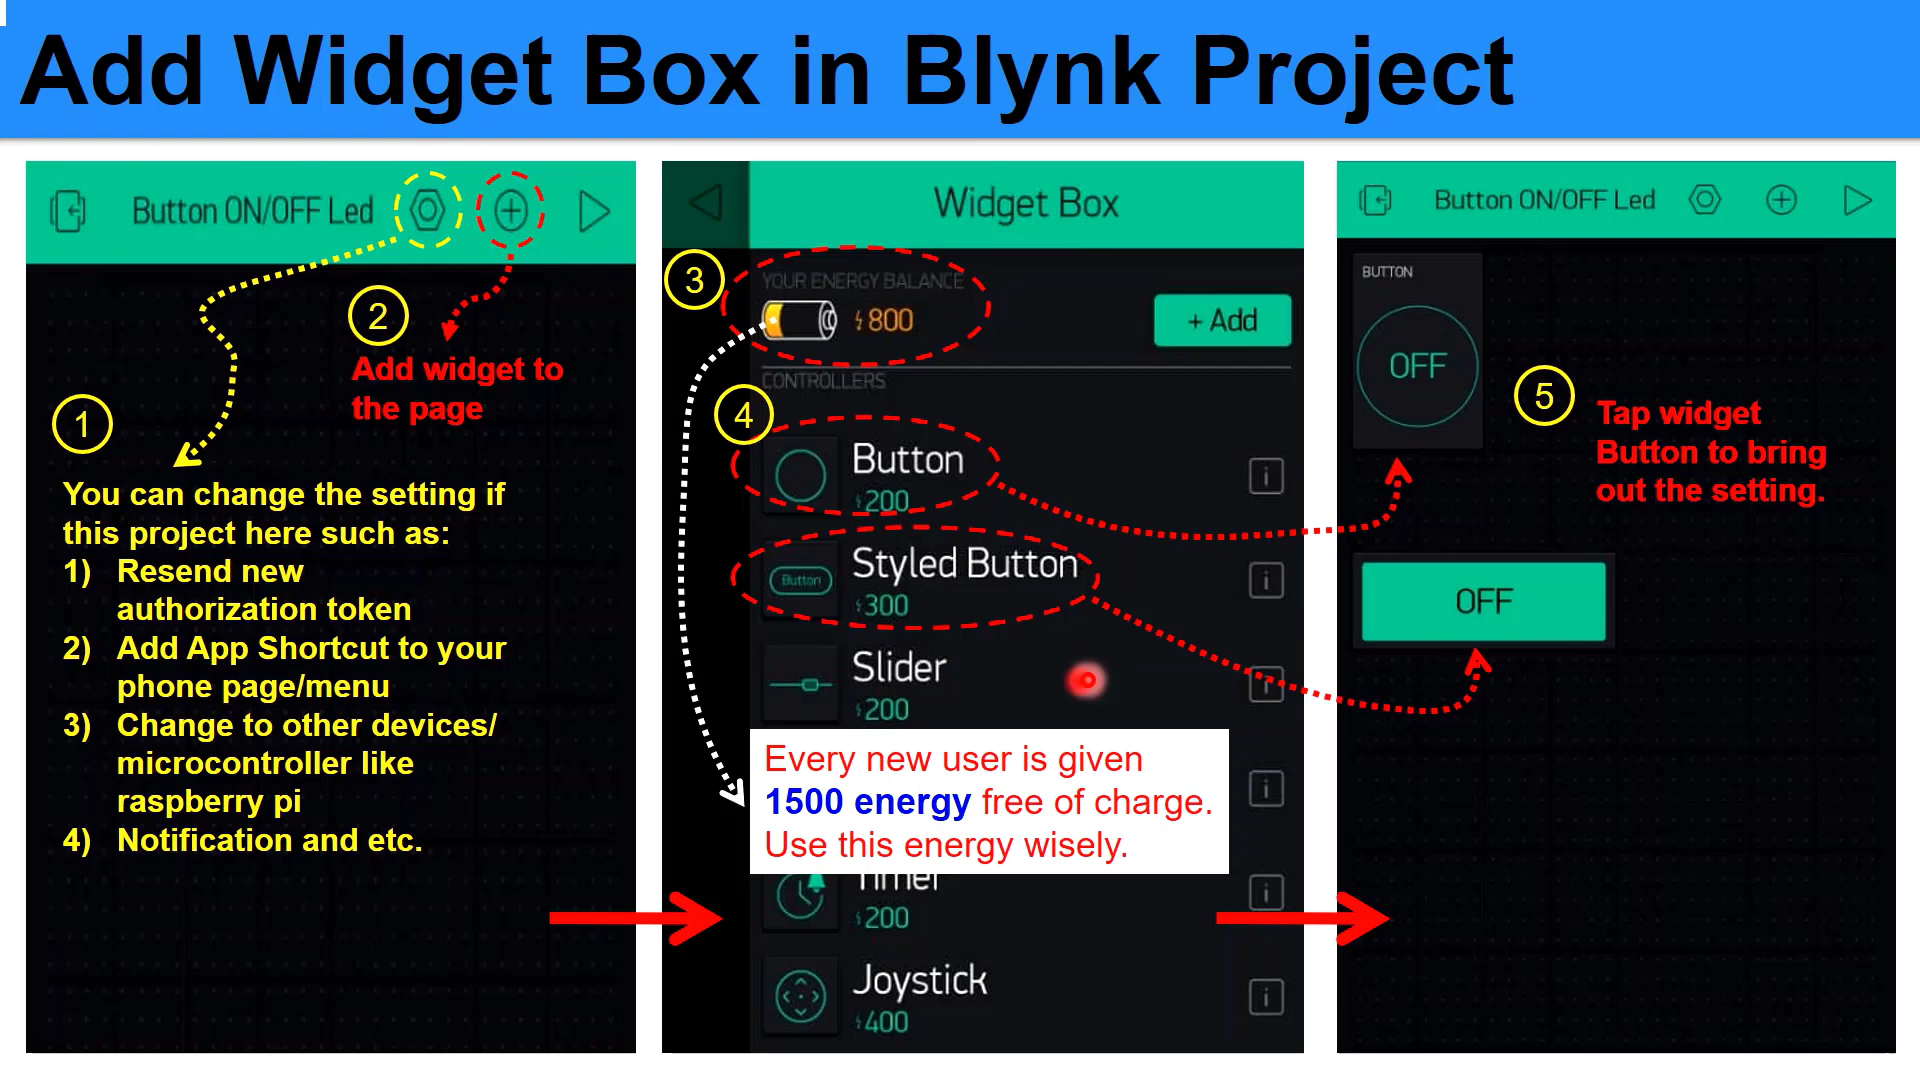 Add Widget Box in Blynk Project
Button ON/OFF Led
2
Add widget to
the page
1
You can change the setting if
this project here such as:
1) Resend new
authorization token
2) Add App Shortcut to your
phone page/menu
3) Change to other devices/
microcontroller like
raspberry pi
4) Notification and etc.
Widget Box
3
YOUR ENERGY BALANCE
800
+ Add
CONTROLLERS
4
Button
200
Button
Styled Button
300
Slider
200
Every new user is given
1500 energy free of charge.
Use this energy wisely.
Timer
200
Joystick
400
Button ON/OFF Led
BUTTON
OFF
5
Tap widget
Button to bring
out the setting.
OFF